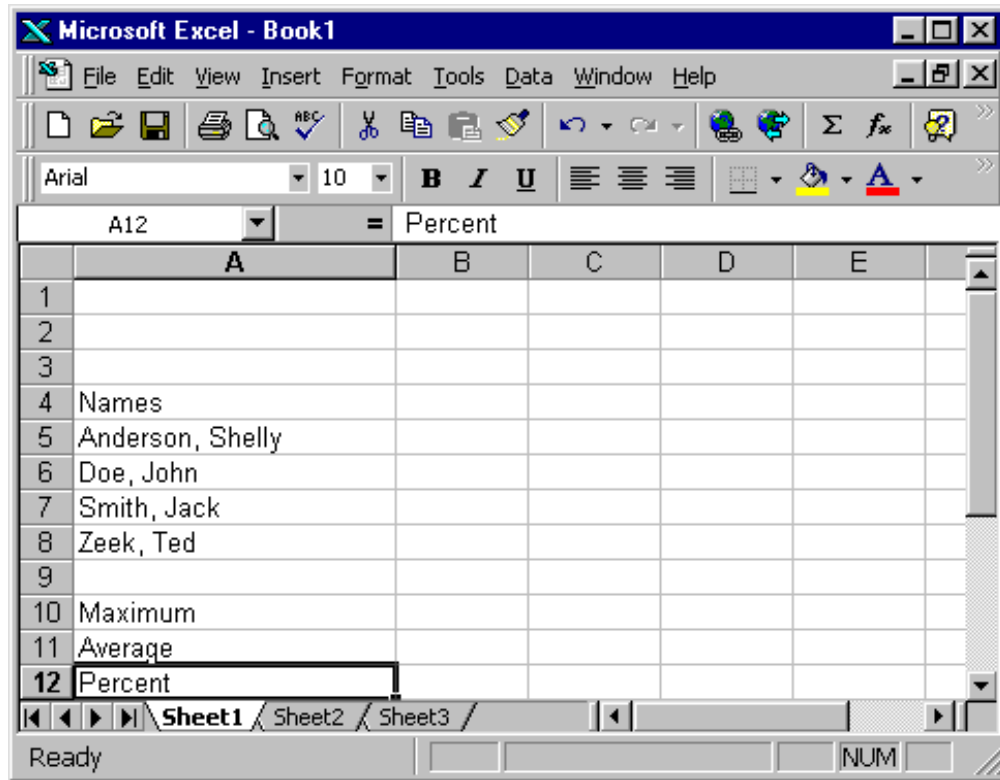 Microsoft Excel - Book1
File Edit View Insert Format Tools Data Window Help
ABC Σ fx ?
Arial 10 B I U A
A12 = Percent
A B C D E
1
2
3
4 Names
5 Anderson, Shelly
6 Doe, John
7 Smith, Jack
8 Zeek, Ted
9
10 Maximum
11 Average
12 Percent
Sheet1 Sheet2 Sheet3
Ready NUM